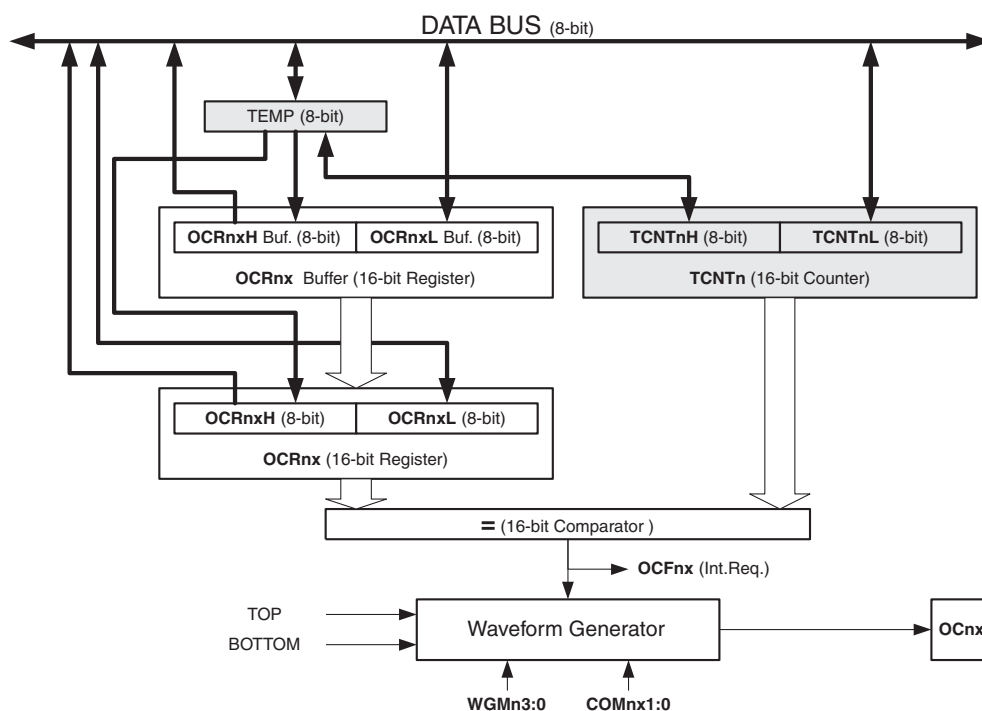 DATA BUS (8-bit)
TEMP (8-bit)
OCRnxH Buf. (8-bit) OCRnxL Buf. (8-bit)
OCRnx Buffer (16-bit Register)
TCNTnH (8-bit) TCNTnL (8-bit)
TCNTn (16-bit Counter)
OCRnxH (8-bit) OCRnxL (8-bit)
OCRnx (16-bit Register)
= (16-bit Comparator )
OCFnx (Int.Req.)
TOP
BOTTOM
Waveform Generator
OCnx
WGMn3:0 COMnx1:0